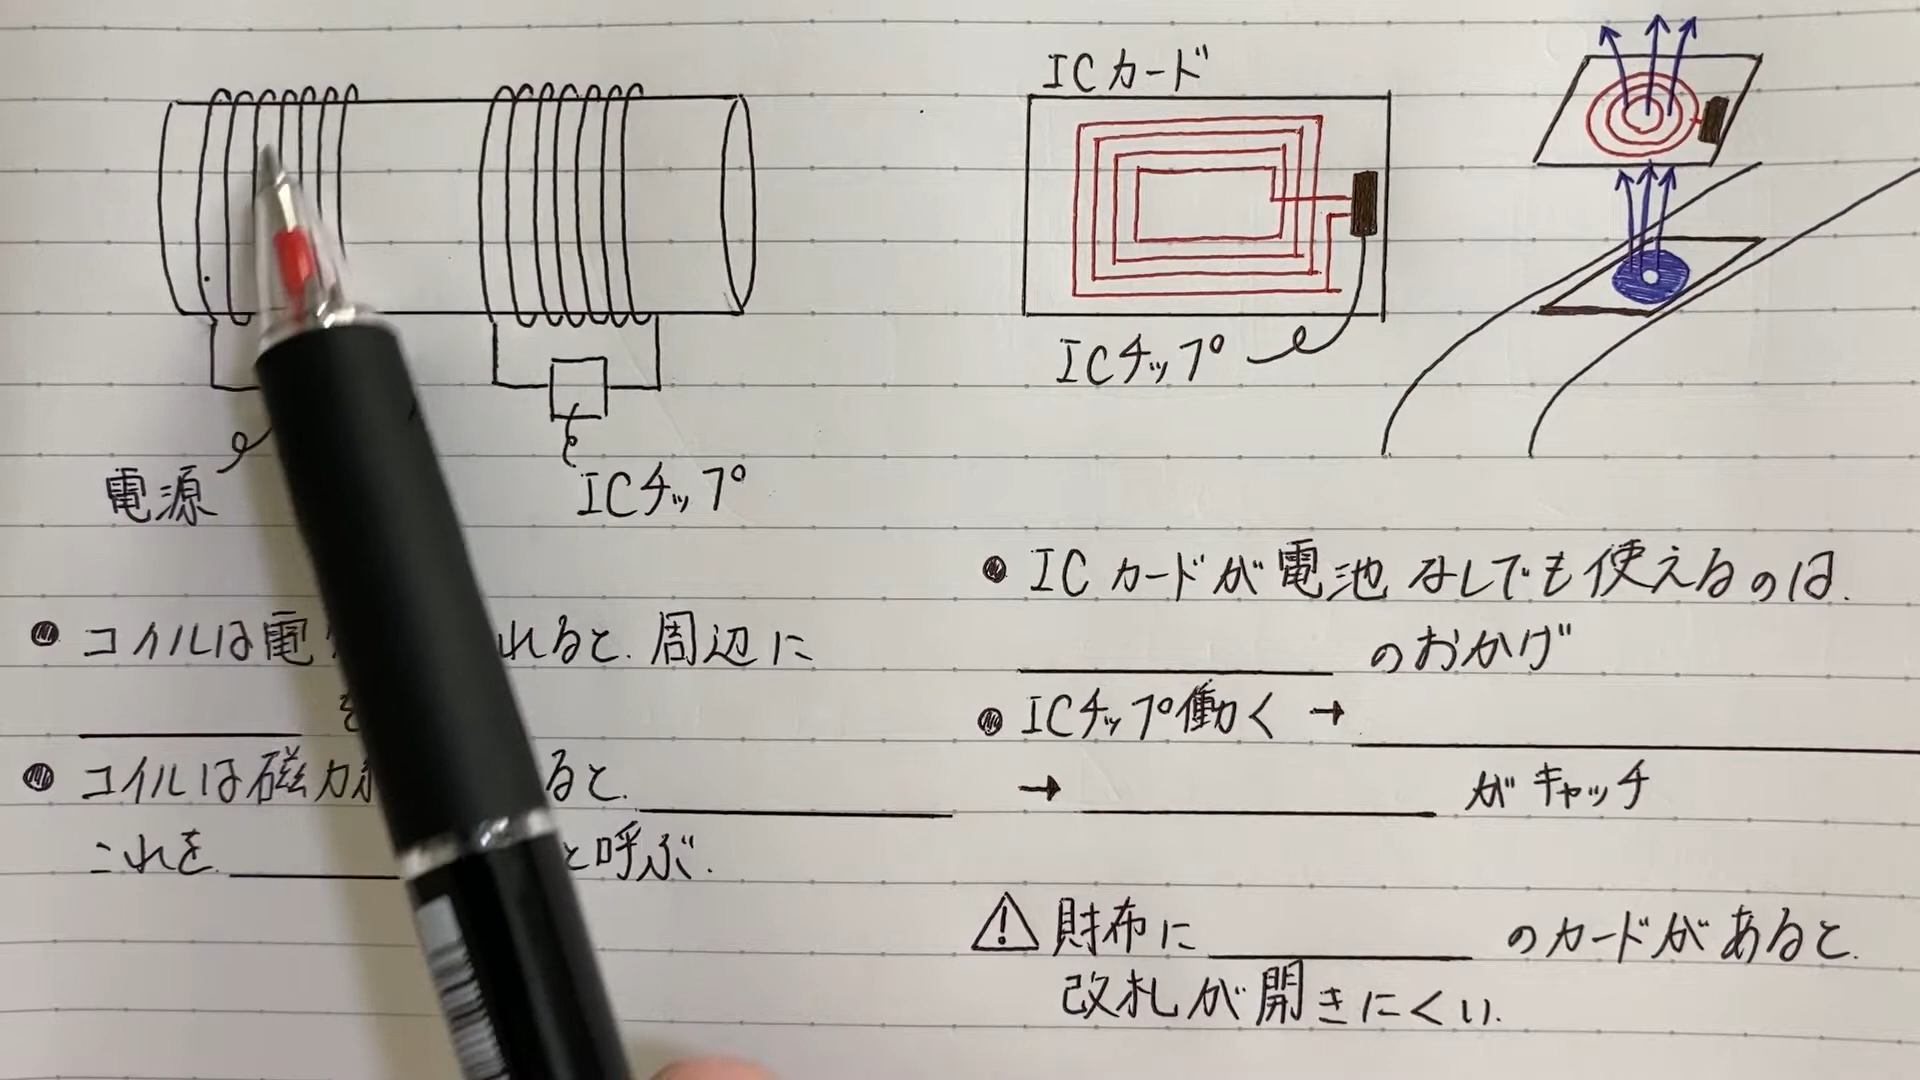 電源
ICチップ
コイルは電 れると、周辺に
を
コイルは磁力 ると、
これを と呼ぶ.
ICカード
ICチップ
ICカードが電池なしでも使えるのは、
のおかげ
ICチップ働く →
→ がキャッチ
財布に のカードがあると、
改札が開きにくい.